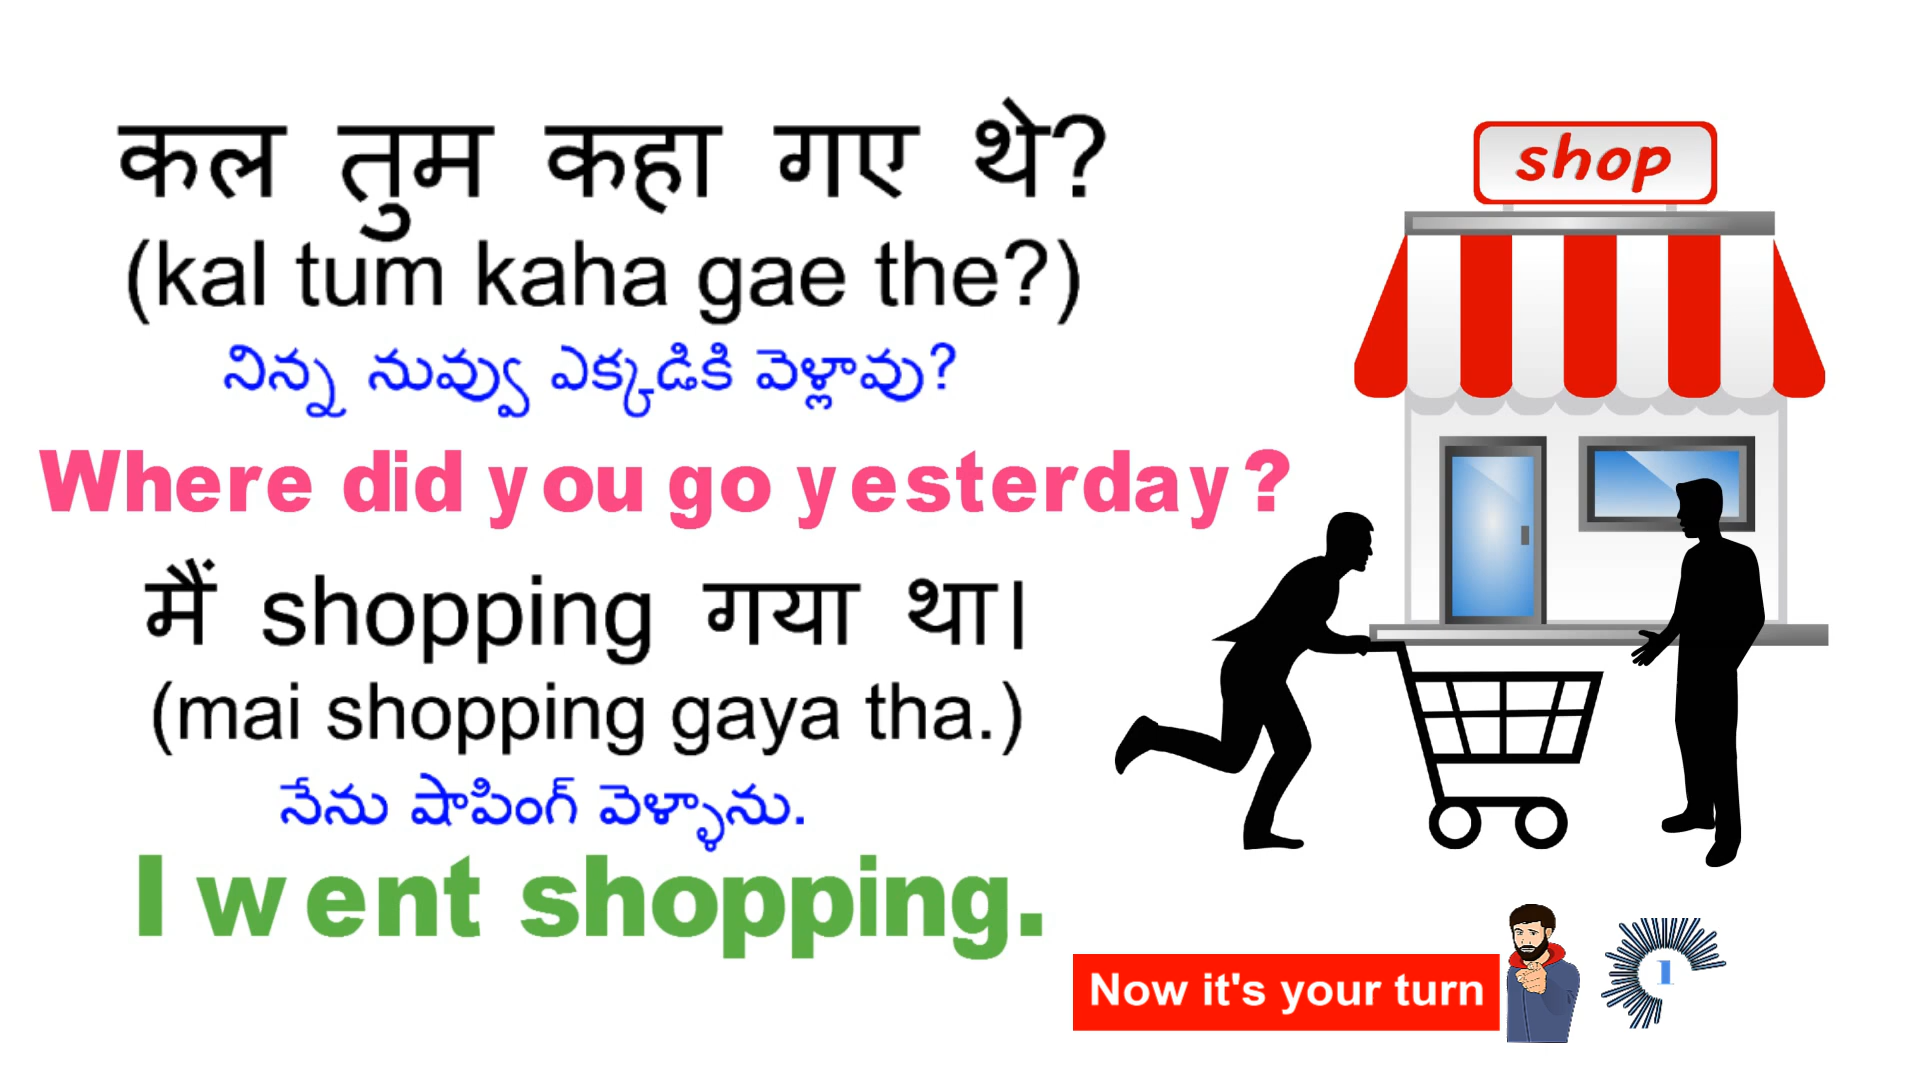 कल तुम कहा गए थे?
(kal tum kaha gae the?)
నిన్న నువ్వు ఎక్కడికి వెళ్లావు?
Where did you go yesterday?
मैं shopping गया था।
(mai shopping gaya tha.)
నేను షాపింగ్ వెళ్ళాను.
I went shopping.
shop
Now it's your turn
1